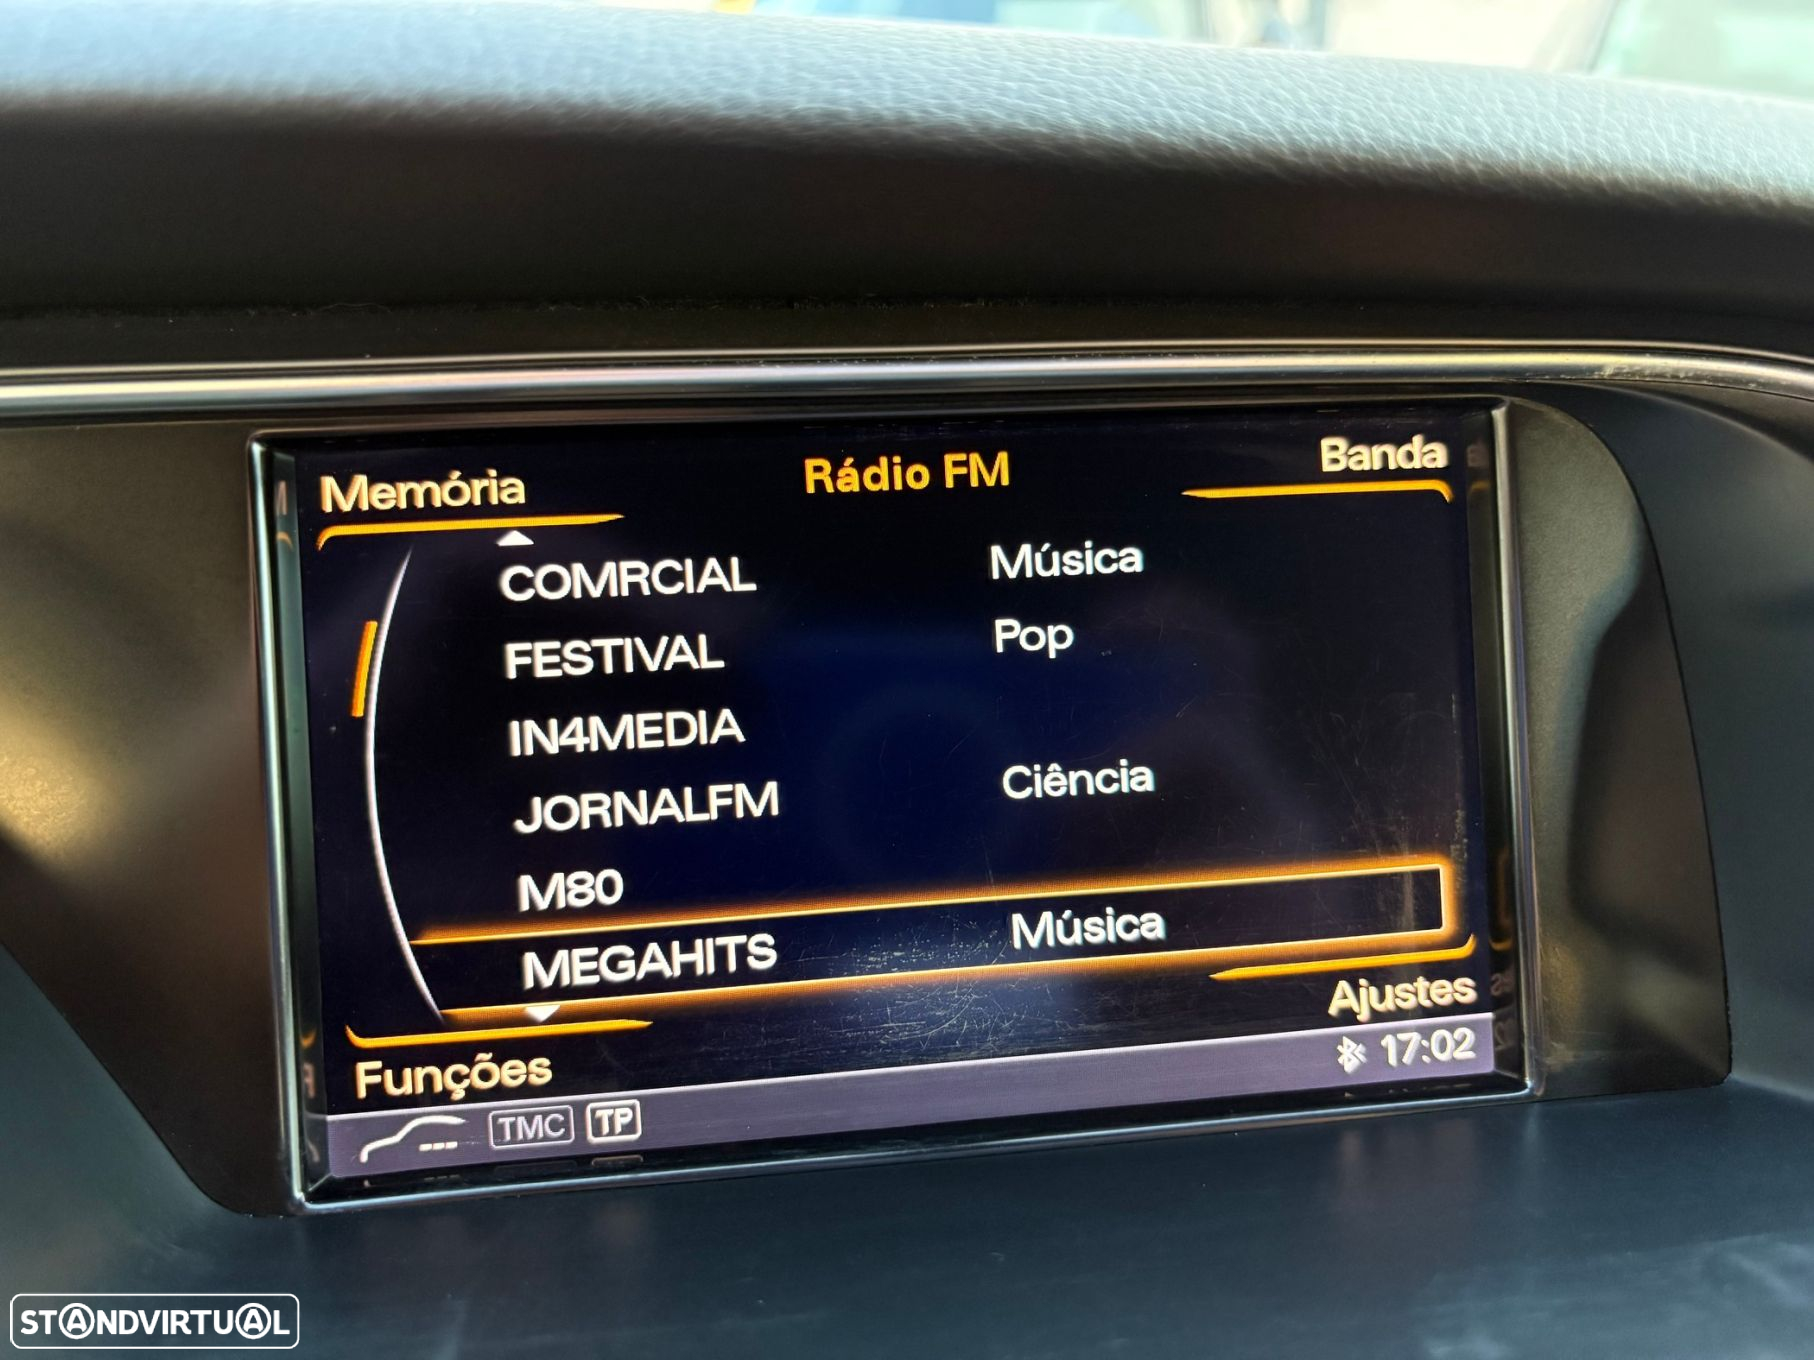 Memória
Rádio FM
Banda
COMRCIAL Música
FESTIVAL Pop
IN4MEDIA
JORNALFM Ciência
M80
MEGAHITS Música
Funções
Ajustes
--- TMC TP 17:02
STANDVIRTUAL